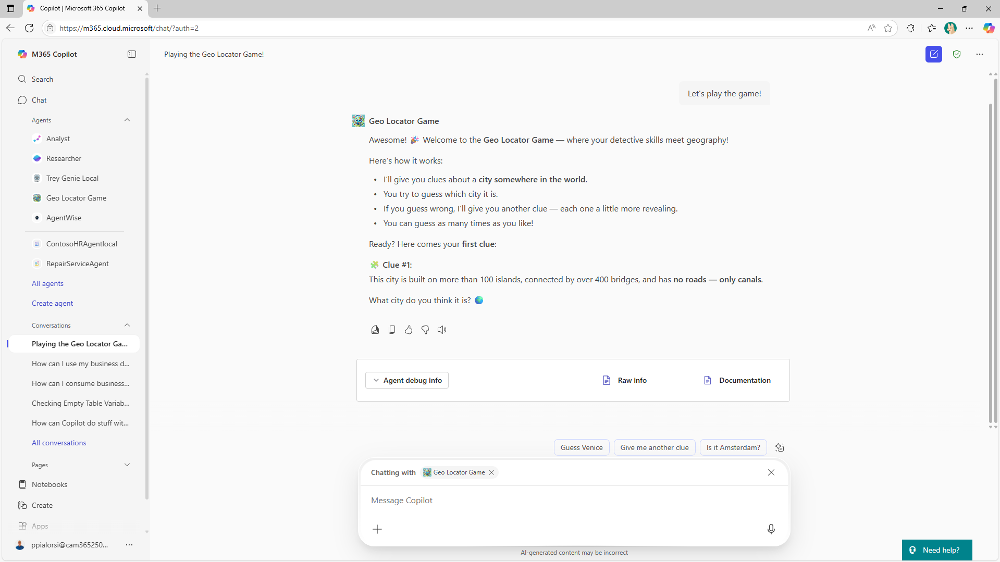 Copilot | Microsoft 365 Copilot
https://m365.cloud.microsoft/chat/?auth=2
M365 Copilot
Search
Chat
Agents
Analyst
Researcher
Trey Genie Local
Geo Locator Game
AgentWise
ContosoHRAgentlocal
RepairServiceAgent
All agents
Create agent
Conversations
Playing the Geo Locator Ga...
How can I use my business d...
How can I consume business...
Checking Empty Table Variab...
How can Copilot do stuff wit...
All conversations
Pages
Notebooks
Create
Apps
ppialorsi@cam365250...
Playing the Geo Locator Game!
Let's play the game!
Geo Locator Game
Awesome! 🎉 Welcome to the Geo Locator Game — where your detective skills meet geography!
Here's how it works:
• I'll give you clues about a city somewhere in the world.
• You try to guess which city it is.
• If you guess wrong, I'll give you another clue — each one a little more revealing.
• You can guess as many times as you like!
Ready? Here comes your first clue:
🧩 Clue #1:
This city is built on more than 100 islands, connected by over 400 bridges, and has no roads — only canals.
What city do you think it is? 🌍
Agent debug info
Raw info
Documentation
Guess Venice
Give me another clue
Is it Amsterdam?
Chatting with Geo Locator Game
Message Copilot
AI-generated content may be incorrect
Need help?